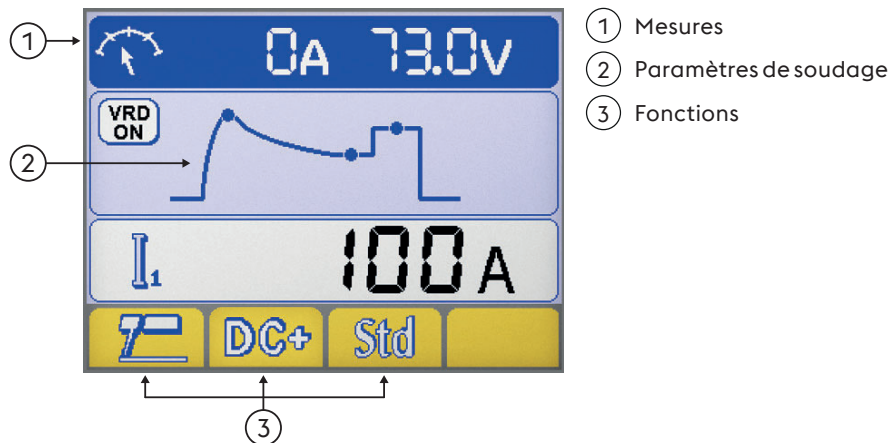 1 Mesures
2 Paramètres de soudage
3 Fonctions
1
0A 73.0V
VRD
ON
2
I1
100A
DC+ Std
3